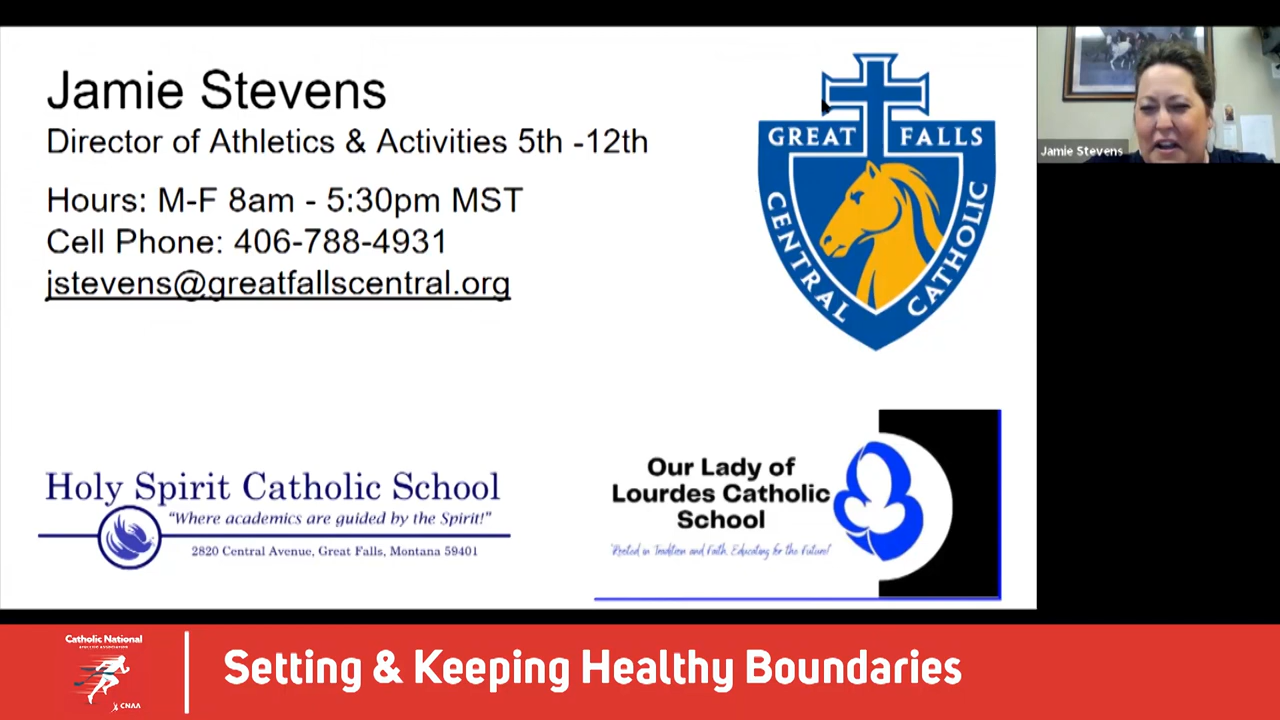 Jamie Stevens
Director of Athletics & Activities 5th -12th
Hours: M-F 8am - 5:30pm MST
Cell Phone: 406-788-4931
jstevens@greatfallscentral.org
GREAT FALLS
CENTRAL CATHOLIC
Jamie Stevens
Holy Spirit Catholic School
"Where academics are guided by the Spirit!"
2820 Central Avenue, Great Falls, Montana 59401
Our Lady of
Lourdes Catholic
School
"Rooted in Tradition and Faith, Educating for the Future!"
Catholic National
ATHLETIC ASSOCIATION
CNAA
Setting & Keeping Healthy Boundaries